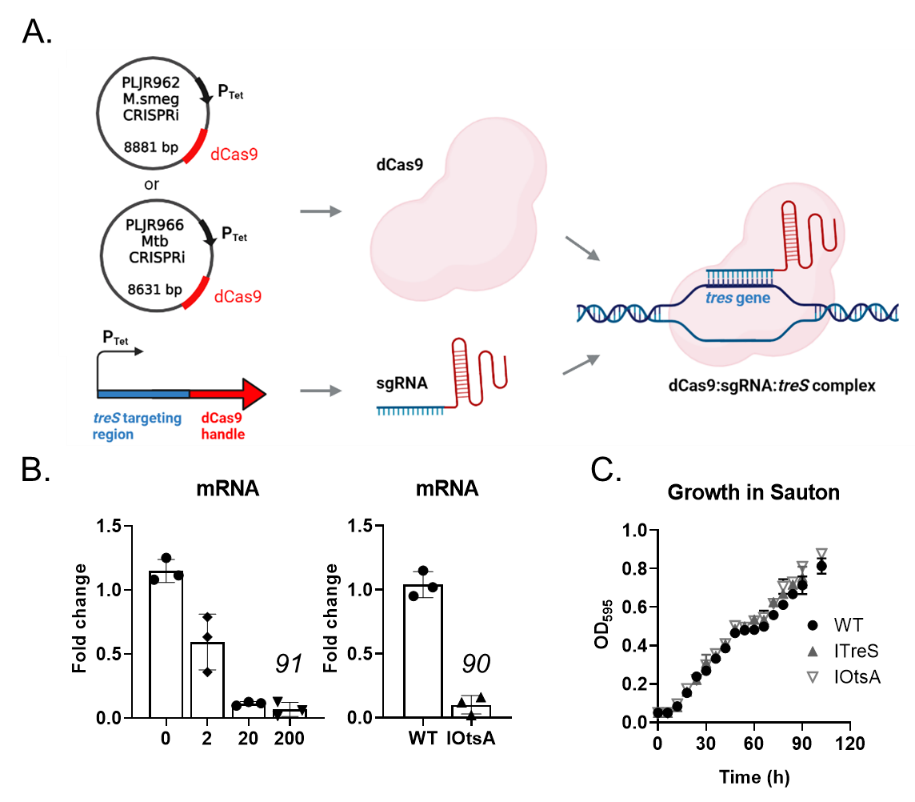 A.
PLJR962
M.smeg
CRISPRi
8881 bp
PTet
dCas9
or
PLJR966
Mtb
CRISPRi
8631 bp
PTet
dCas9
PTet
treS targeting
region
dCas9
handle
dCas9
sgRNA
tres gene
dCas9:sgRNA:treS complex
B.
mRNA
Fold change
1.5
1.0
0.5
0.0
91
0 2 20 200
mRNA
Fold change
1.5
1.0
0.5
0.0
90
WT lOtsA
C.
Growth in Sauton
OD595
1.0
0.8
0.6
0.4
0.2
0.0
WT
lTreS
lOtsA
0 30 60 90 120
Time (h)